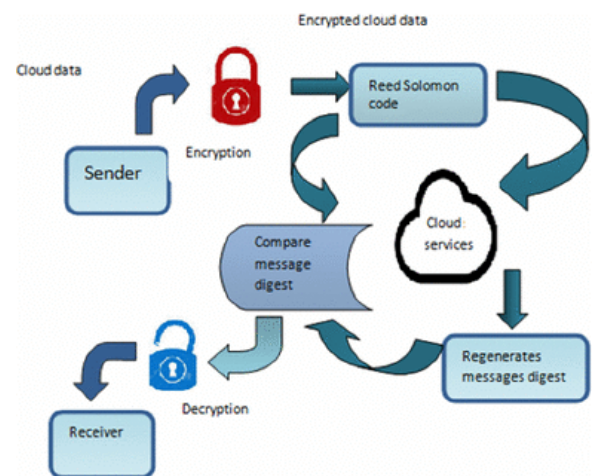 Encrypted cloud data
Cloud data
Reed Solomon
code
Encryption
Sender
Cloud:
services
Compare
message
digest
Regenerates
messages digest
Decryption
Receiver